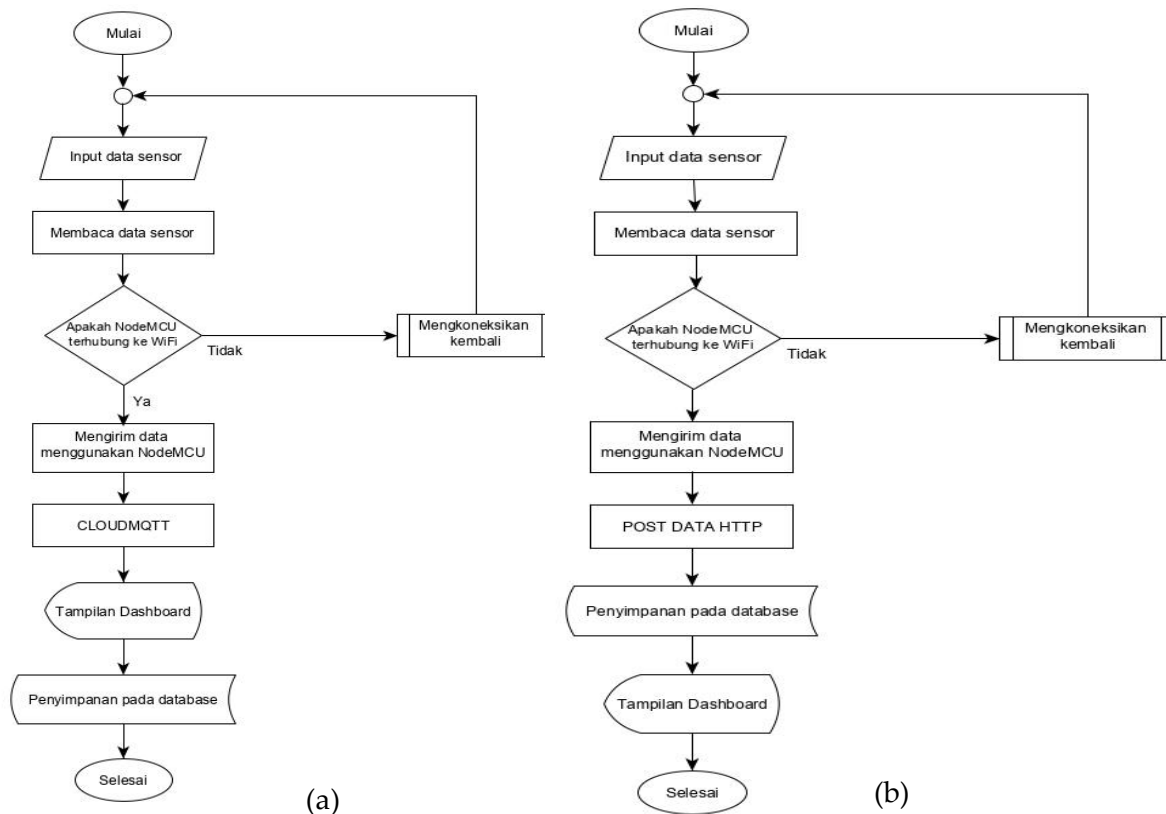 Mulai
Input data sensor
Membaca data sensor
Apakah NodeMCU
terhubung ke WiFi
Tidak
Mengkoneksikan
kembali
Ya
Mengirim data
menggunakan NodeMCU
CLOUDMQTT
Tampilan Dashboard
Penyimpanan pada database
Selesai
(a)
Mulai
Input data sensor
Membaca data sensor
Apakah NodeMCU
terhubung ke WiFi
Tidak
Mengkoneksikan
kembali
Mengirim data
menggunakan NodeMCU
POST DATA HTTP
Penyimpanan pada database
Tampilan Dashboard
Selesai
(b)